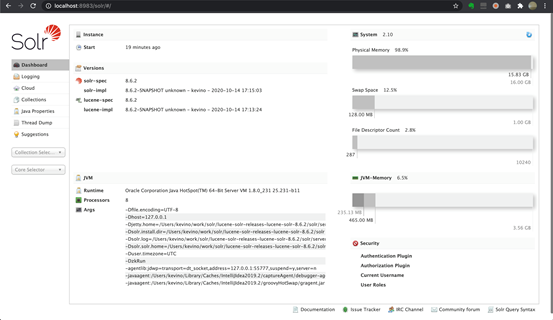 localhost:8983/solr/#/
Solr
Dashboard
Logging
Cloud
Collections
Java Properties
Thread Dump
Suggestions
Collection Selec...
Core Selector
Instance
Start 19 minutes ago
Versions
solr-spec 8.6.2
solr-impl 8.6.2-SNAPSHOT unknown - kevino - 2020-10-14 17:15:03
lucene-spec 8.6.2
lucene-impl 8.6.2-SNAPSHOT unknown - kevino - 2020-10-14 17:13:24
JVM
Runtime Oracle Corporation Java HotSpot(TM) 64-Bit Server VM 1.8.0_231 25.231-b11
Processors 8
Args -Dfile.encoding=UTF-8
-Dhost=127.0.0.1
-Djetty.home=/Users/kevino/work/solr/lucene-solr-releases-lucene-solr-8.6.2/solr/se
-Dsolr.install.dir=/Users/kevino/work/solr/lucene-solr-releases-lucene-solr-8.6.2/
-Dsolr.log=/Users/kevino/work/solr/lucene-solr-releases-lucene-solr-8.6.2/solr/serve
-Dsolr.solr.home=/Users/kevino/work/solr/lucene-solr-releases-lucene-solr-8.6.2/
-Duser.timezone=UTC
-DzkRun
-agentlib:jdwp=transport=dt_socket,address=127.0.0.1:55777,suspend=y,server=n
-javaagent:/Users/kevino/Library/Caches/IntelliJIdea2019.2/captureAgent/debugger-ag
-javaagent:/Users/kevino/Library/Caches/IntelliJIdea2019.2/groovyHotSwap/gragent.jar
System 2.10
Physical Memory 98.9%
15.83 GB
16.00 GB
Swap Space 12.5%
128.00 MB
1.00 GB
File Descriptor Count 2.8%
287
10240
JVM-Memory 6.5%
465.00 MB
3.56 GB
Security
Authentication Plugin
Authorization Plugin
Current Username
User Roles
Documentation Issue Tracker IRC Channel Community forum Solr Query Syntax